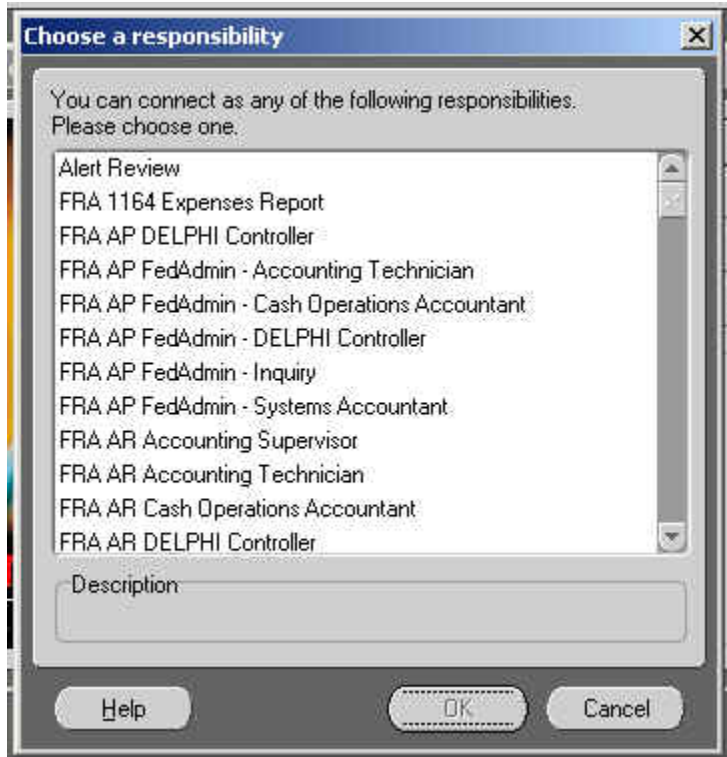 Choose a responsibility
You can connect as any of the following responsibilities.
Please choose one.
Alert Review
FRA 1164 Expenses Report
FRA AP DELPHI Controller
FRA AP FedAdmin - Accounting Technician
FRA AP FedAdmin - Cash Operations Accountant
FRA AP FedAdmin - DELPHI Controller
FRA AP FedAdmin - Inquiry
FRA AP FedAdmin - Systems Accountant
FRA AR Accounting Supervisor
FRA AR Accounting Technician
FRA AR Cash Operations Accountant
FRA AR DELPHI Controller
Description
Help OK Cancel